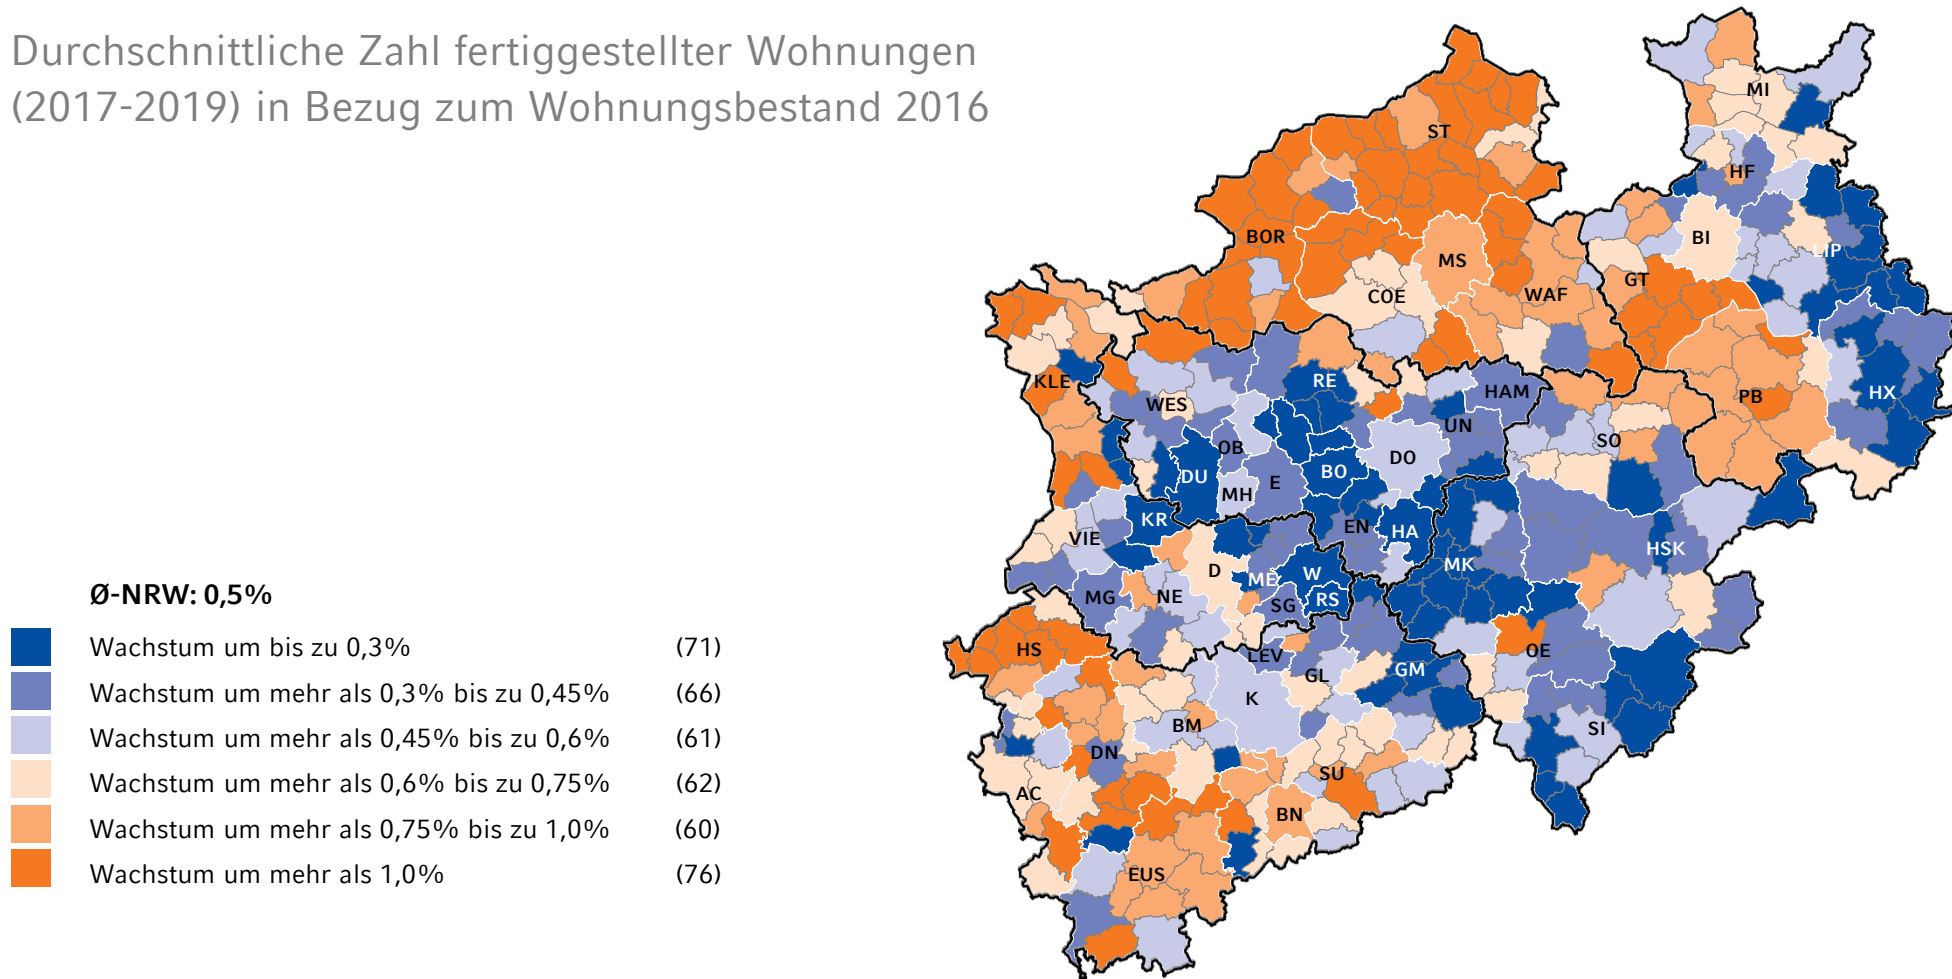 Durchschnittliche Zahl fertiggestellter Wohnungen
(2017-2019) in Bezug zum Wohnungsbestand 2016
MI
ST
HF
BOR
BI
LIP
MS
GT
COE
WAF
KLE
RE
HAM
HX
PB
WES
UN
SO
OB
DO
DU
BO
E
MH
KR
EN
HA
VIE
HSK
MK
D
ME
W
MG
NE
SG
RS
HS
OE
LEV
GL
GM
K
BM
SI
DN
SU
AC
BN
EUS
Ø-NRW: 0,5%
Wachstum um bis zu 0,3% (71)
Wachstum um mehr als 0,3% bis zu 0,45% (66)
Wachstum um mehr als 0,45% bis zu 0,6% (61)
Wachstum um mehr als 0,6% bis zu 0,75% (62)
Wachstum um mehr als 0,75% bis zu 1,0% (60)
Wachstum um mehr als 1,0% (76)